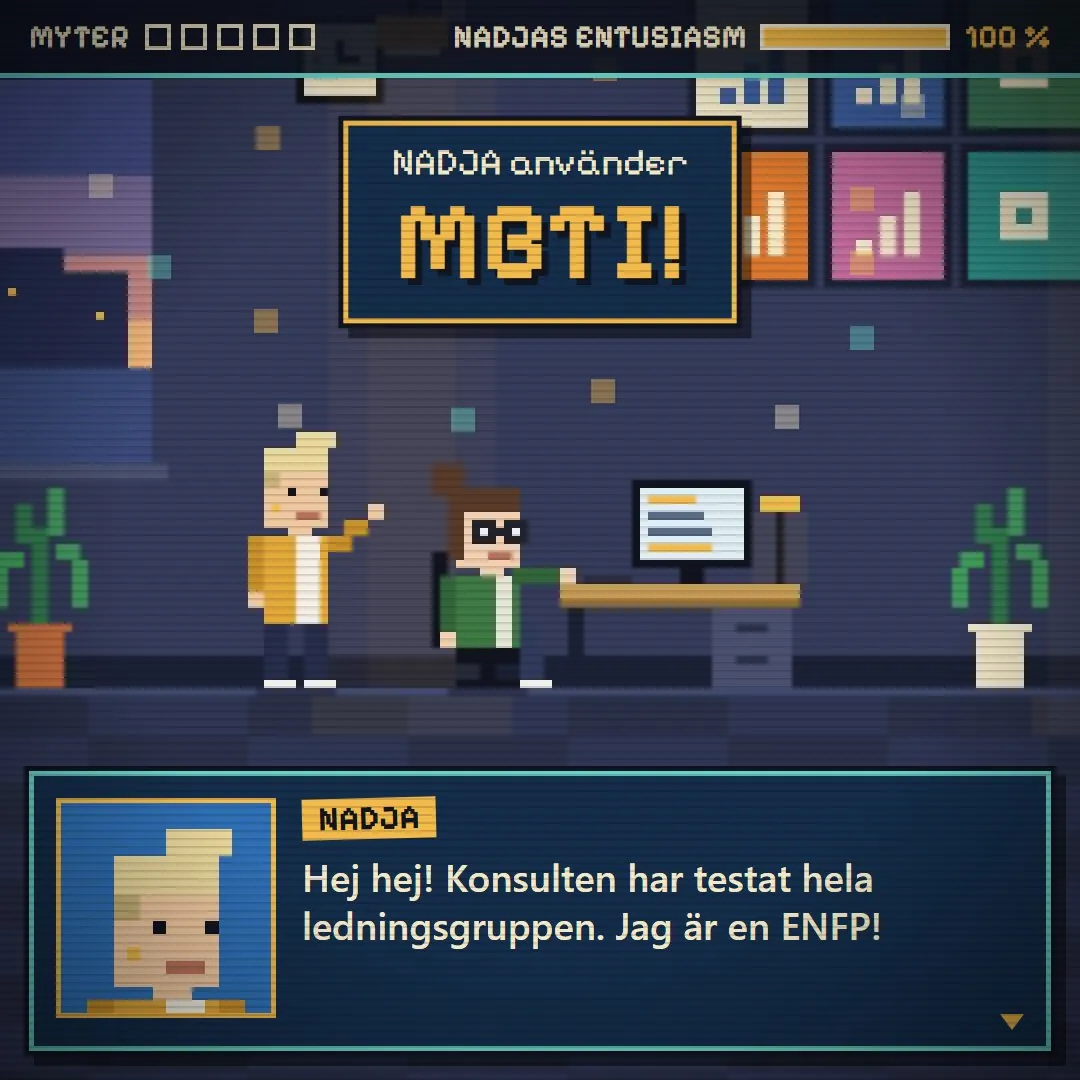 MYTER
NADJAS ENTUSIASM
100 %
NADJA använder
MBTI!
NADJA
Hej hej! Konsulten har testat hela
ledningsgruppen. Jag är en ENFP!